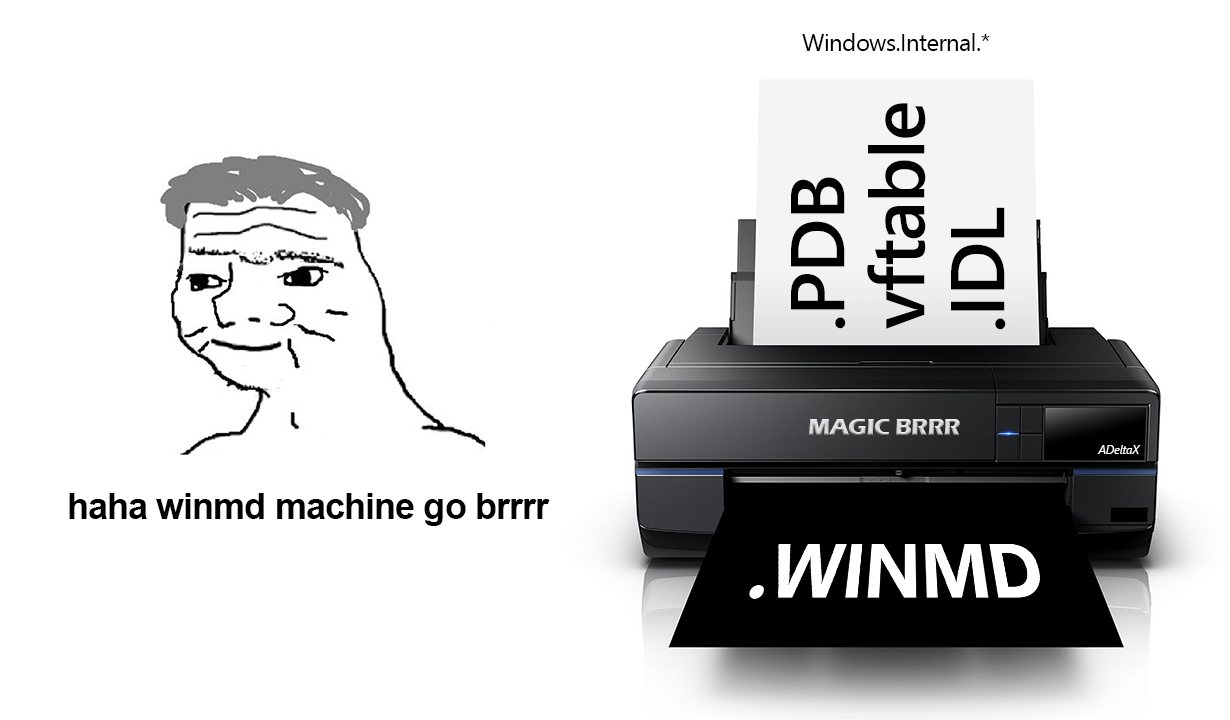 haha winmd machine go brrrr
Windows.Internal.*
.PDB
vftable
.IDL
MAGIC BRRR
ADeltaX
.WINMD